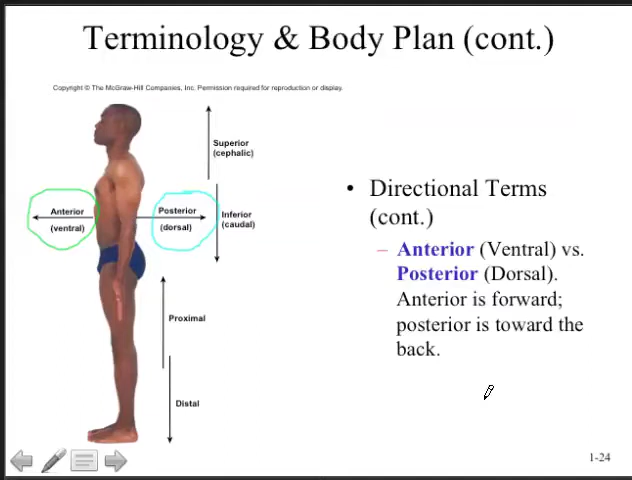 Terminology & Body Plan (cont.)
Copyright © The McGraw-Hill Companies, Inc. Permission required for reproduction or display.
Superior
(cephalic)
Anterior
(ventral)
Posterior
(dorsal)
Inferior
(caudal)
Proximal
Distal
• Directional Terms
(cont.)
– Anterior (Ventral) vs.
Posterior (Dorsal).
Anterior is forward;
posterior is toward the
back.
1-24